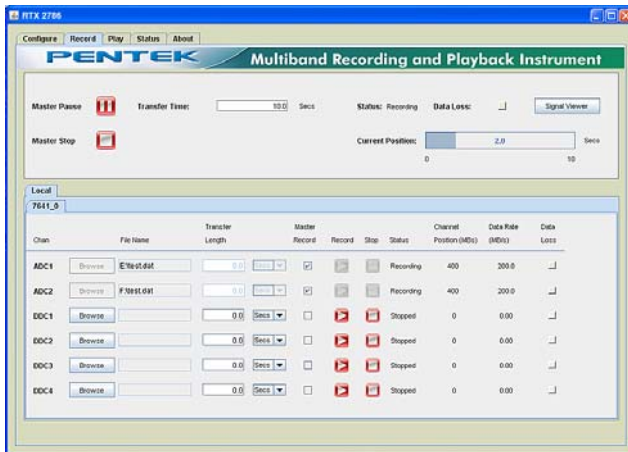 RTX 2786
Configure Record Play Status About
PENTEK Multiband Recording and Playback Instrument
Master Pause Transfer Time: 10.0 Secs Status: Recording Data Loss: Signal Viewer
Master Stop Current Position: 2.0 Secs
0 10
Local
7641_0
Transfer Master Channel Data Rate Data
Chan File Name Length Record Record Stop Status Position (MBs) (MB/s) Loss
ADC1 Browse E:\test.dat 0.0 Secs Recording 400 200.0
ADC2 Browse F:\test.dat 0.0 Secs Recording 400 200.0
DDC1 Browse 0.0 Secs Stopped 0 0.00
DDC2 Browse 0.0 Secs Stopped 0 0.00
DDC3 Browse 0.0 Secs Stopped 0 0.00
DDC4 Browse 0.0 Secs Stopped 0 0.00